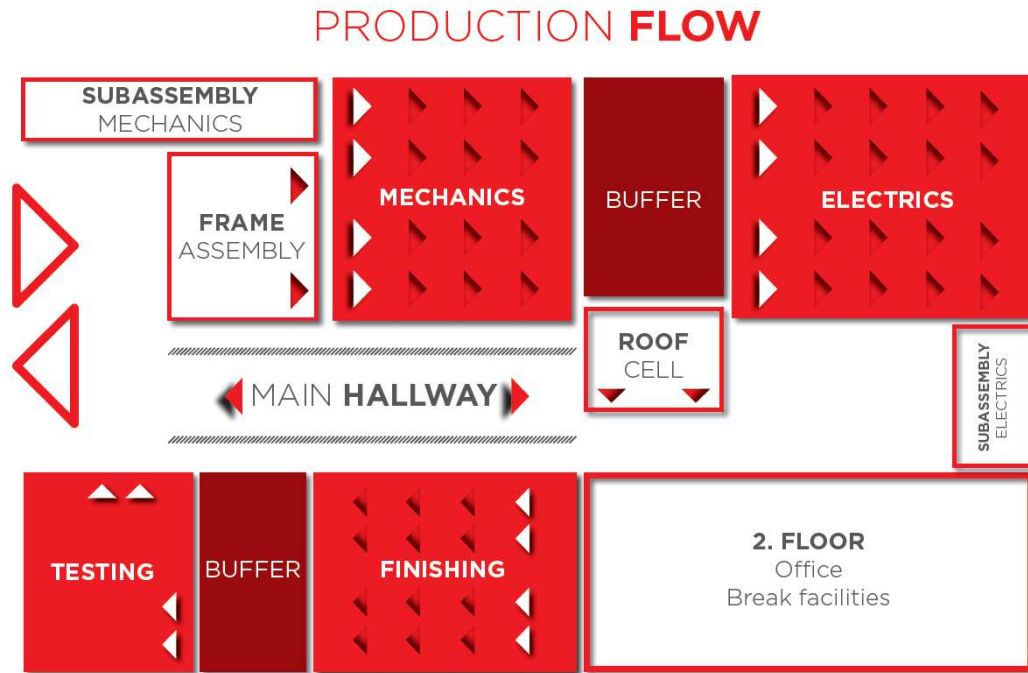 PRODUCTION FLOW
SUBASSEMBLY
MECHANICS
FRAME
ASSEMBLY
MECHANICS
BUFFER
ELECTRICS
ROOF
CELL
MAIN HALLWAY
SUBASSEMBLY
ELECTRICS
TESTING
BUFFER
FINISHING
2. FLOOR
Office
Break facilities